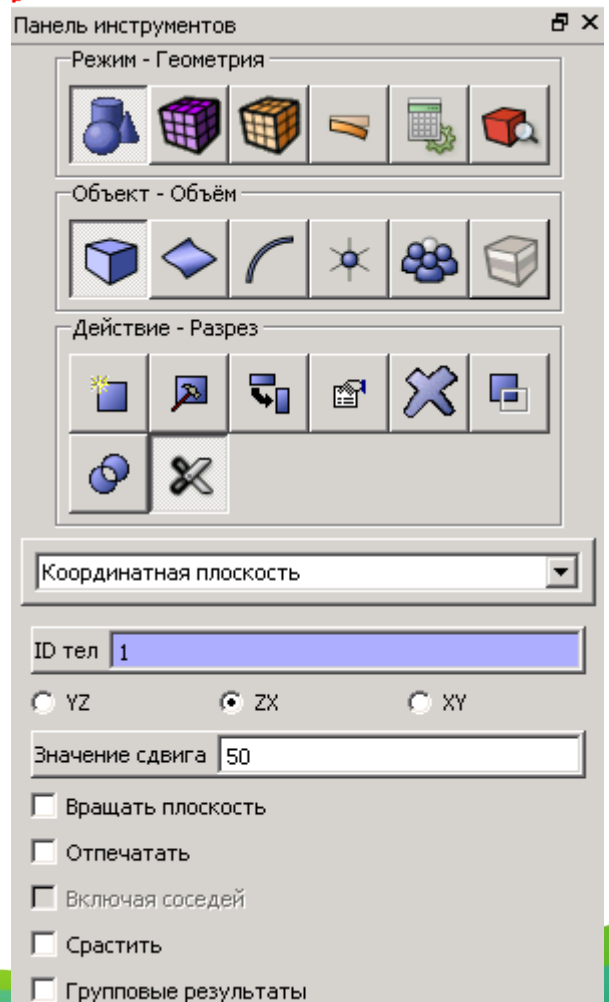 Панель инструментов
Режим - Геометрия
Объект - Объём
Действие - Разрез
Координатная плоскость
ID тел 1
YZ ZX XY
Значение сдвига 50
Вращать плоскость
Отпечатать
Включая соседей
Срастить
Групповые результаты